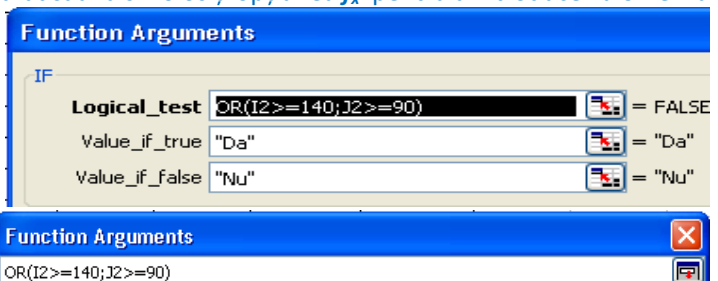 Function Arguments
IF
Logical_test OR(I2>=140;J2>=90) = FALSE
Value_if_true "Da" = "Da"
Value_if_false "Nu" = "Nu"
Function Arguments
OR(I2>=140;J2>=90)